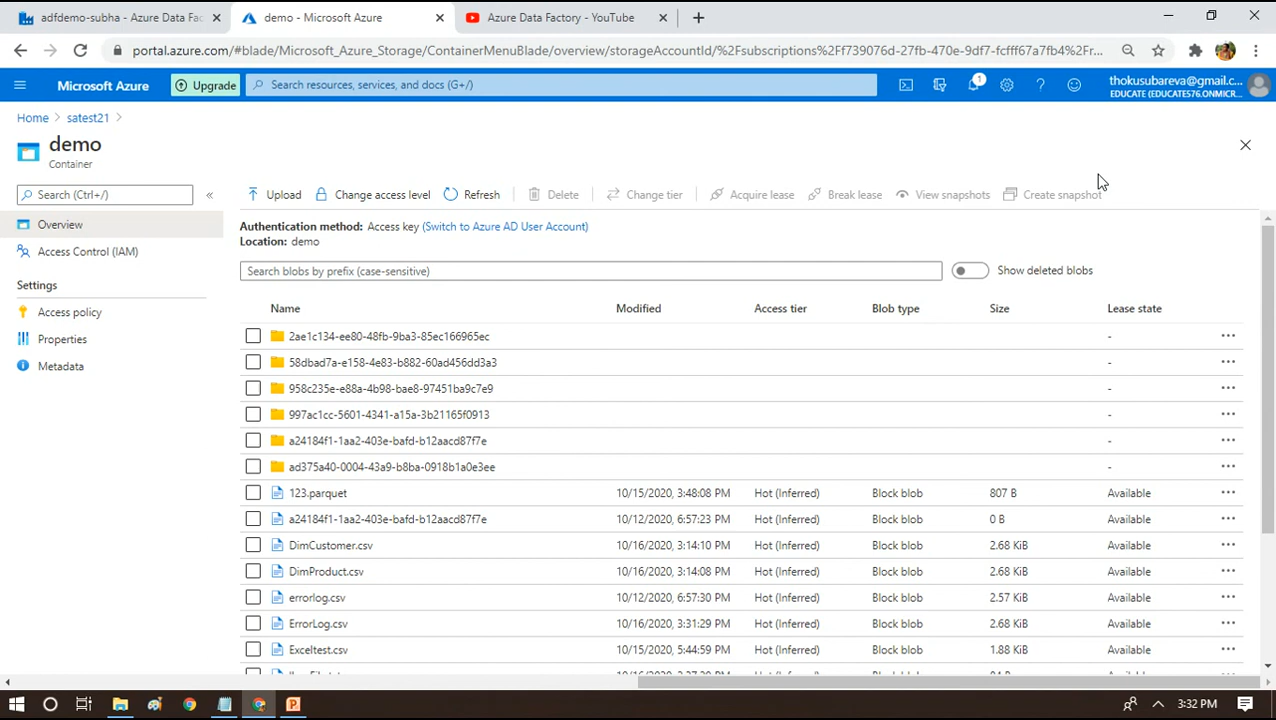 adfdemo-subha - Azure Data Fac
demo - Microsoft Azure
Azure Data Factory - YouTube
portal.azure.com/#blade/Microsoft_Azure_Storage/ContainerMenuBlade/overview/storageAccountId/%2Fsubscriptions%2Ff739076d-27fb-470e-9df7-fcfff67a7fb4%2Fr...
Microsoft Azure
Upgrade
Search resources, services, and docs (G+/)
1
thokusubareva@gmail.c...
EDUCATE (EDUCATES76.ONMICR...
Home > satest21 >
demo
Container
Search (Ctrl+/)
Overview
Access Control (IAM)
Settings
Access policy
Properties
Metadata
Upload Change access level Refresh Delete Change tier Acquire lease Break lease View snapshots Create snapshot
Authentication method: Access key (Switch to Azure AD User Account)
Location: demo
Search blobs by prefix (case-sensitive)
Show deleted blobs
Name Modified Access tier Blob type Size Lease state
2ae1c134-ee80-48fb-9ba3-85ec166965ec -
58dbad7a-e158-4e83-b882-60ad456dd3a3 -
958c235e-e88a-4b98-bae8-97451ba9c7e9 -
997ac1cc-5601-4341-a15a-3b21165f0913 -
a24184f1-1aa2-403e-bafd-b12aacd87f7e -
ad375a40-0004-43a9-b8ba-0918b1a0e3ee -
123.parquet 10/15/2020, 3:48:08 PM Hot (Inferred) Block blob 807 B Available
a24184f1-1aa2-403e-bafd-b12aacd87f7e 10/12/2020, 6:57:23 PM Hot (Inferred) Block blob 0 B Available
DimCustomer.csv 10/16/2020, 3:14:10 PM Hot (Inferred) Block blob 2.68 KiB Available
DimProduct.csv 10/16/2020, 3:14:08 PM Hot (Inferred) Block blob 2.68 KiB Available
errorlog.csv 10/12/2020, 6:57:30 PM Hot (Inferred) Block blob 2.57 KiB Available
ErrorLog.csv 10/16/2020, 3:31:29 PM Hot (Inferred) Block blob 2.68 KiB Available
Exceltest.csv 10/15/2020, 5:44:59 PM Hot (Inferred) Block blob 1.88 KiB Available
3:32 PM